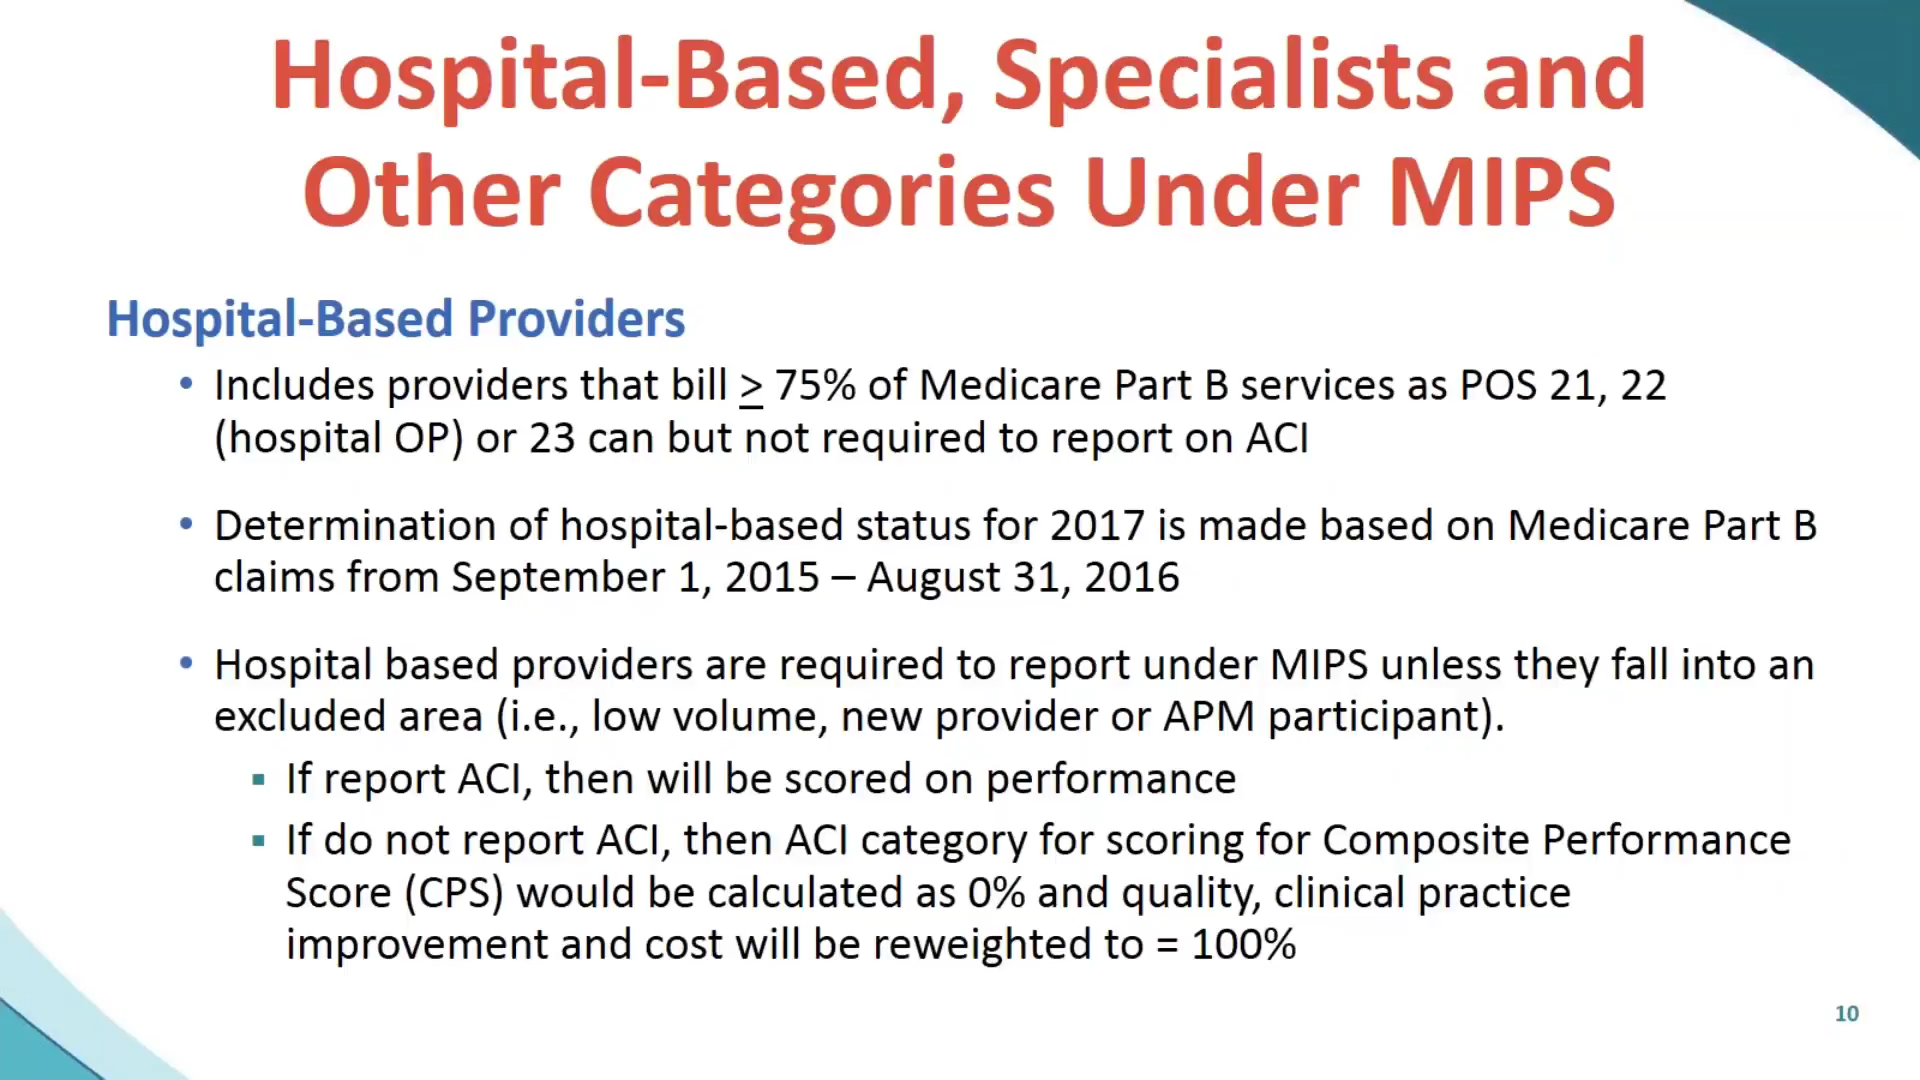 Hospital-Based, Specialists and
Other Categories Under MIPS
Hospital-Based Providers
• Includes providers that bill ≥ 75% of Medicare Part B services as POS 21, 22
(hospital OP) or 23 can but not required to report on ACI
• Determination of hospital-based status for 2017 is made based on Medicare Part B
claims from September 1, 2015 – August 31, 2016
• Hospital based providers are required to report under MIPS unless they fall into an
excluded area (i.e., low volume, new provider or APM participant).
▪ If report ACI, then will be scored on performance
▪ If do not report ACI, then ACI category for scoring for Composite Performance
Score (CPS) would be calculated as 0% and quality, clinical practice
improvement and cost will be reweighted to = 100%
10